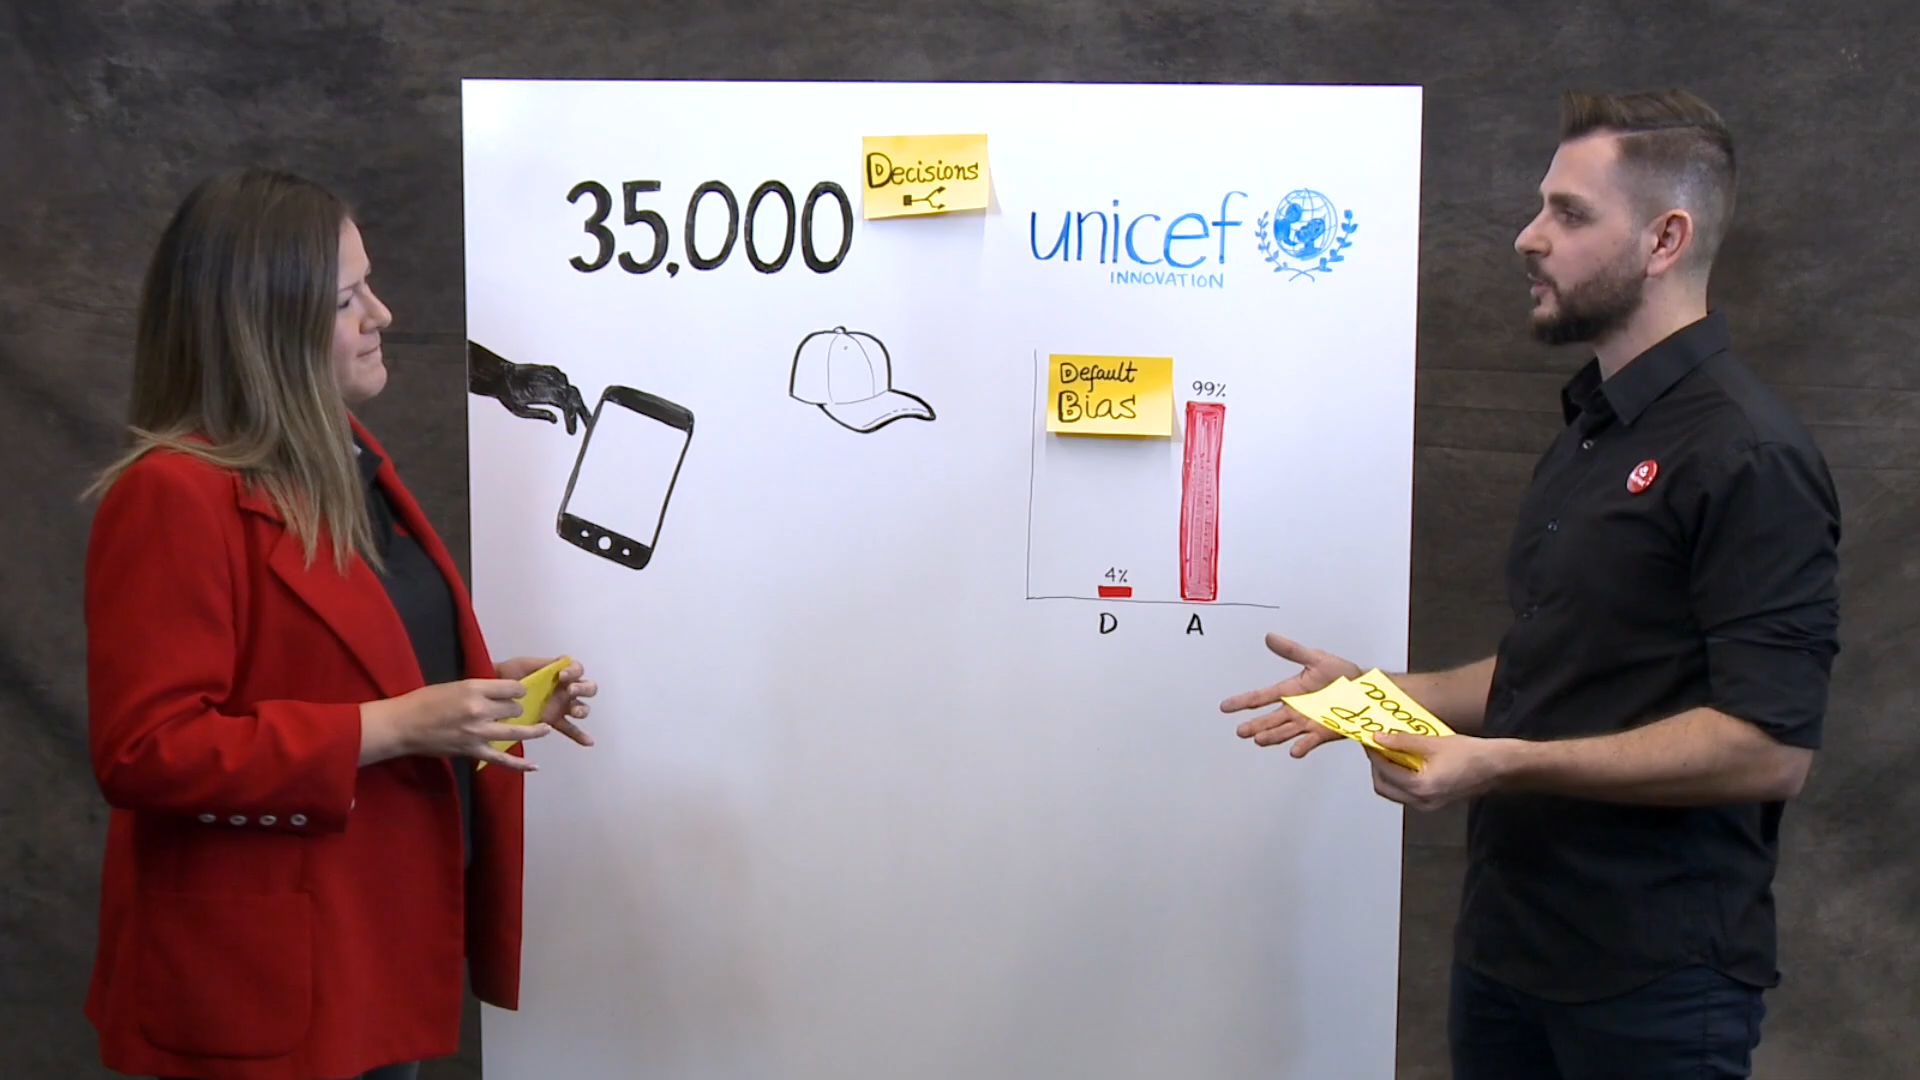 35,000
Decisions
unicef
INNOVATION
Default
Bias
99%
4%
D A